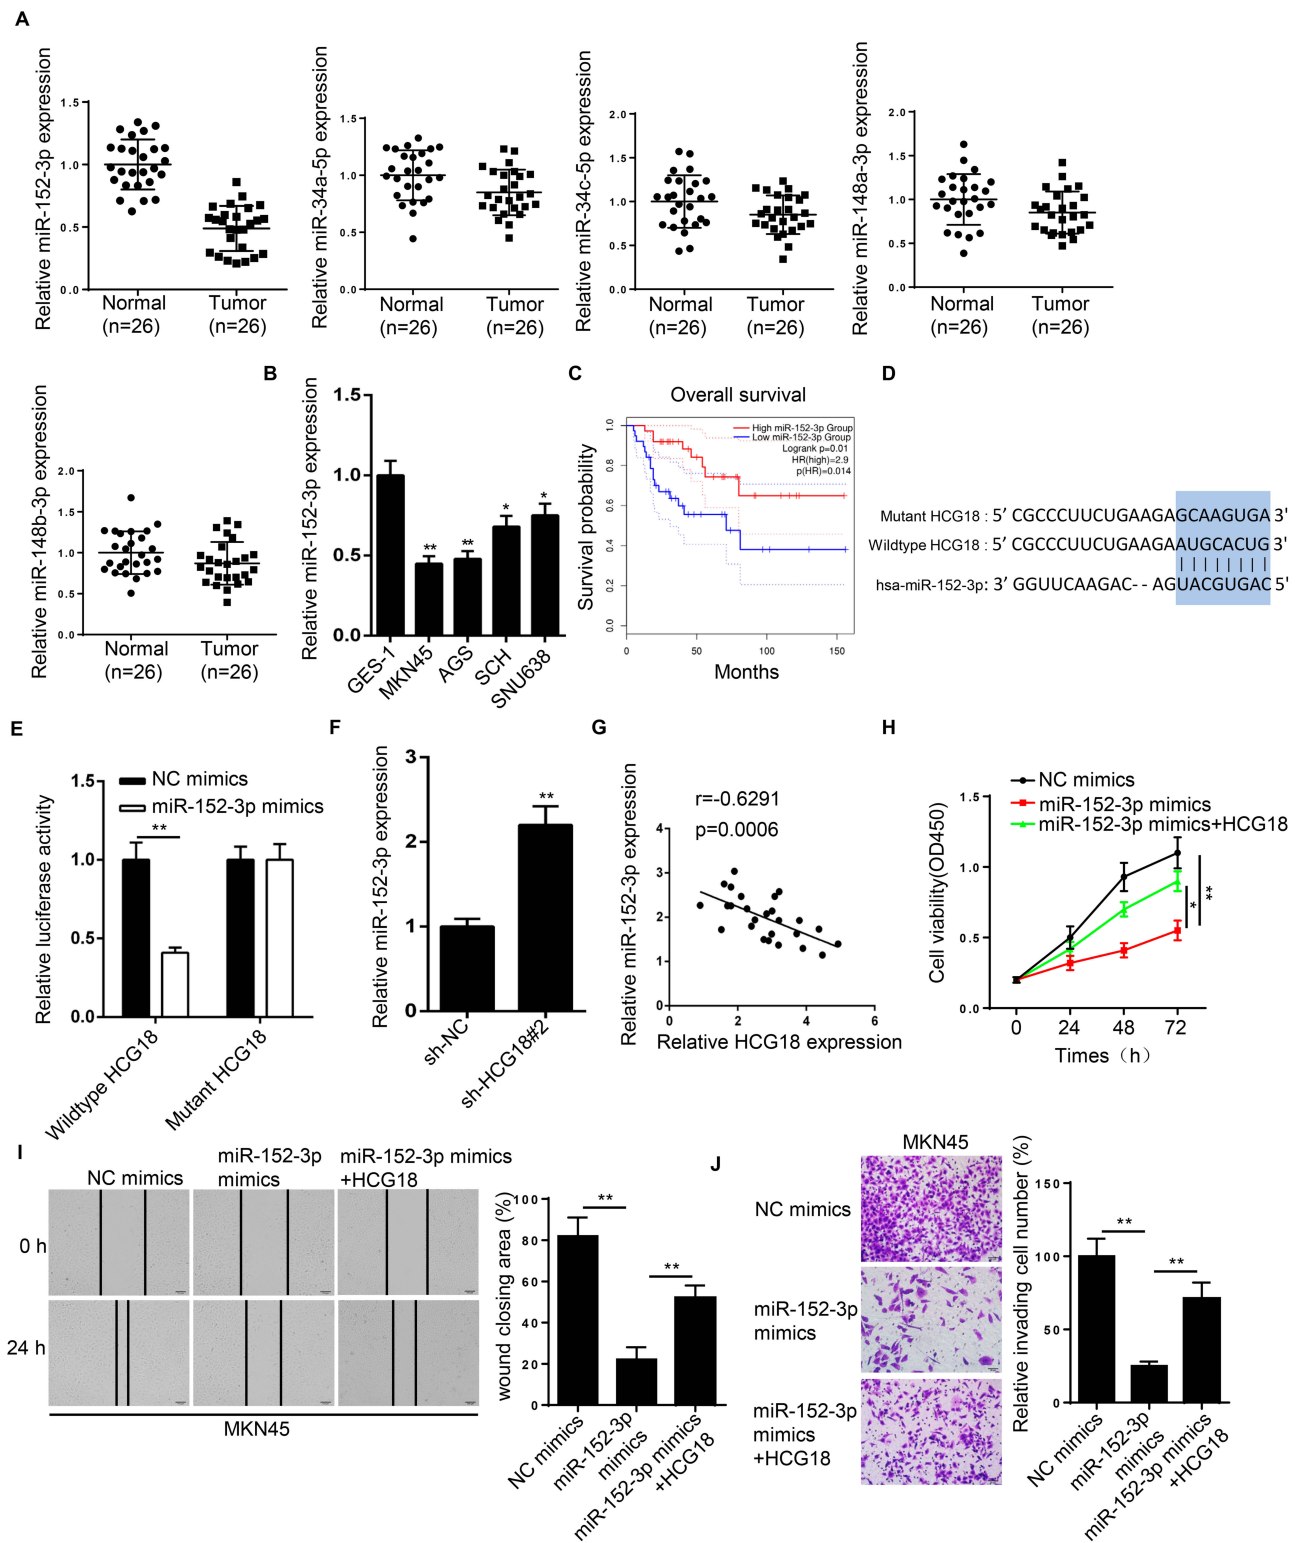 A
Relative miR-152-3p expression
1.5
1.0
0.5
0.0
Normal
(n=26)
Tumor
(n=26)
Relative miR-34a-5p expression
1.5
1.0
0.5
0.0
Normal
(n=26)
Tumor
(n=26)
Relative miR-34c-5p expression
2.0
1.5
1.0
0.5
0.0
Normal
(n=26)
Tumor
(n=26)
Relative miR-148a-3p expression
2.0
1.5
1.0
0.5
0.0
Normal
(n=26)
Tumor
(n=26)
Relative miR-148b-3p expression
2.0
1.5
1.0
0.5
0.0
Normal
(n=26)
Tumor
(n=26)
B
Relative miR-152-3p expression
1.5
1.0
0.5
0.0
**
**
*
*
GES-1
MKN45
AGS
SCH
SNU638
C
Overall survival
Survival probability
1.0
0.8
0.6
0.4
0.2
0.0
High miR-152-3p Group
Low miR-152-3p Group
Logrank p=0.01
HR(high)=2.9
p(HR)=0.014
0
50
100
150
Months
D
Mutant HCG18 : 5′ CGCCCUUCUGAAGAGCAAGUGA 3'
Wildtype HCG18 : 5′ CGCCCUUCUGAAGAAUGCACUG 3'
hsa-miR-152-3p: 3′ GGUUCAAGAC- - AGUACGUGAC 5'
E
Relative luciferase activity
1.5
1.0
0.5
0.0
NC mimics
miR-152-3p mimics
**
Wildtype HCG18
Mutant HCG18
F
Relative miR-152-3p expression
3
2
1
0
**
sh-NC
sh-HCG18#2
G
r=-0.6291
p=0.0006
Relative miR-152-3p expression
4
3
2
1
0
0
2
4
6
Relative HCG18 expression
H
NC mimics
miR-152-3p mimics
miR-152-3p mimics+HCG18
Cell viability(OD450)
1.5
1.0
0.5
0.0
*
**
0
24
48
72
Times（h）
I
NC mimics
miR-152-3p
mimics
miR-152-3p mimics
+HCG18
0 h
24 h
MKN45
wound closing area (%)
100
80
60
40
20
0
**
**
NC mimics
miR-152-3p
mimics
miR-152-3p mimics
+HCG18
J
MKN45
NC mimics
miR-152-3p
mimics
miR-152-3p
mimics
+HCG18
Relative invading cell number (%)
150
100
50
0
**
**
NC mimics
miR-152-3p
mimics
miR-152-3p mimics
+HCG18